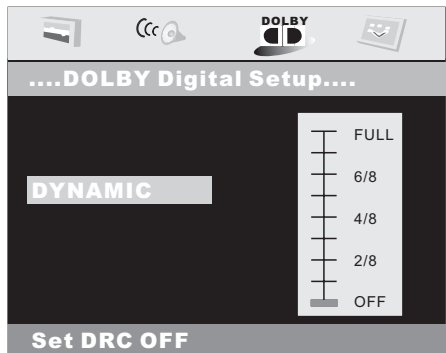 DOLBY
....DOLBY Digital Setup....
FULL
6/8
DYNAMIC
4/8
2/8
OFF
Set DRC OFF